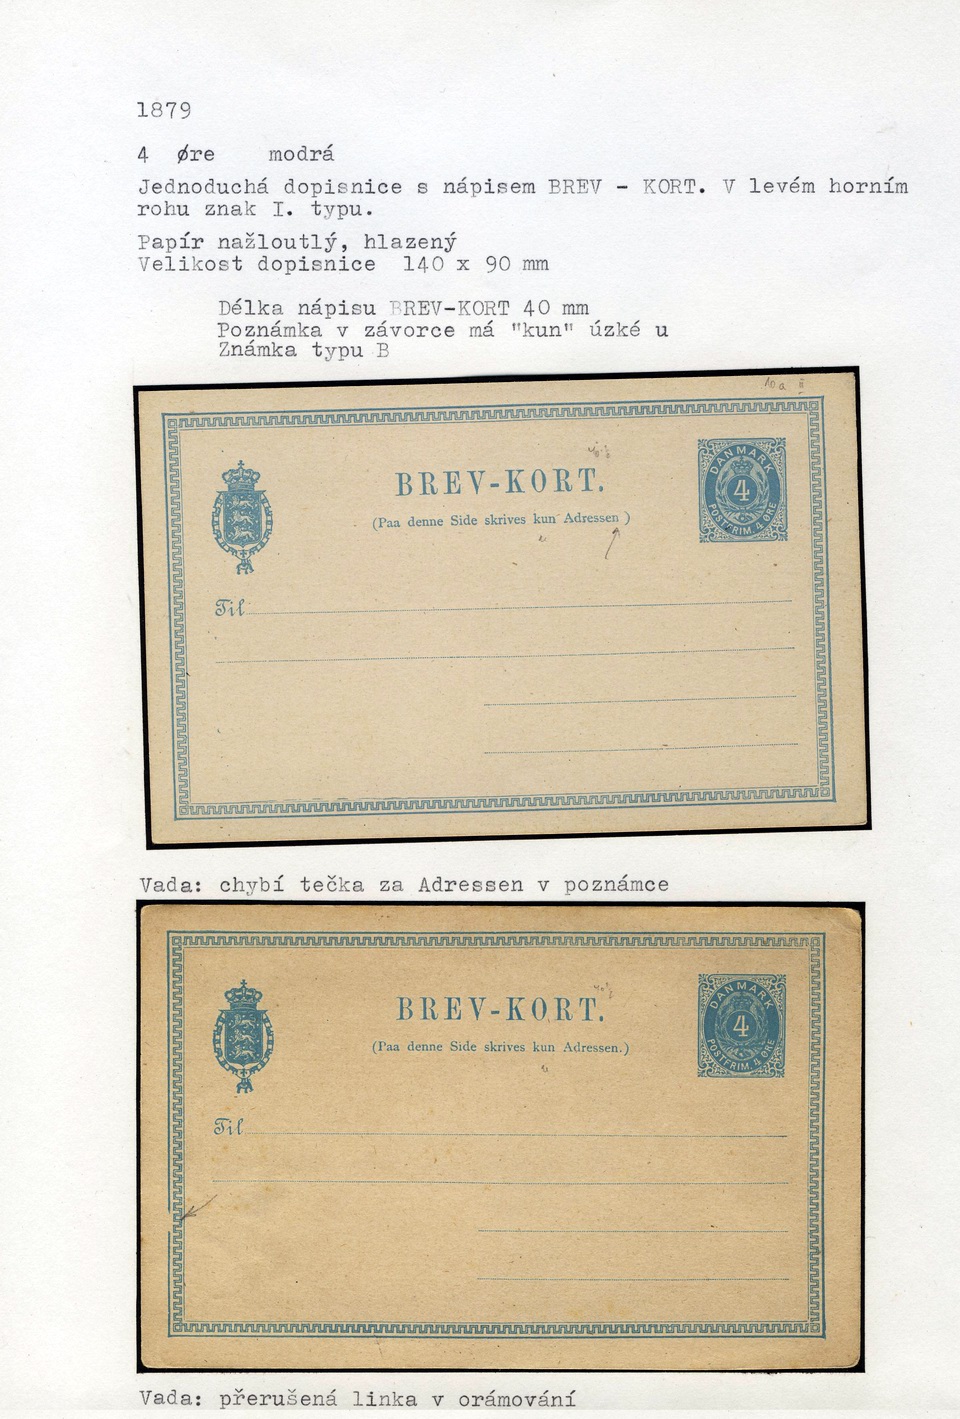 1879
4 øre modrá
Jednoduchá dopisnice s nápisem BREV - KORT. V levém horním
rohu znak I. typu.
Papír nažloutlý, hlazený
Velikost dopisnice 140 x 90 mm
Délka nápisu BREV-KORT 40 mm
Poznámka v závorce má "kun" úzké u
Známka typu B
10a
BREV-KORT.
(Paa denne Side skrives kun Adressen )
DANMARK
4
POSTFRIM. 4 ØRE
Til
Vada: chybí tečka za Adressen v poznámce
BREV-KORT.
(Paa denne Side skrives kun Adressen.)
DANMARK
4
POSTFRIM. 4 ØRE
Til
Vada: přerušená linka v orámování